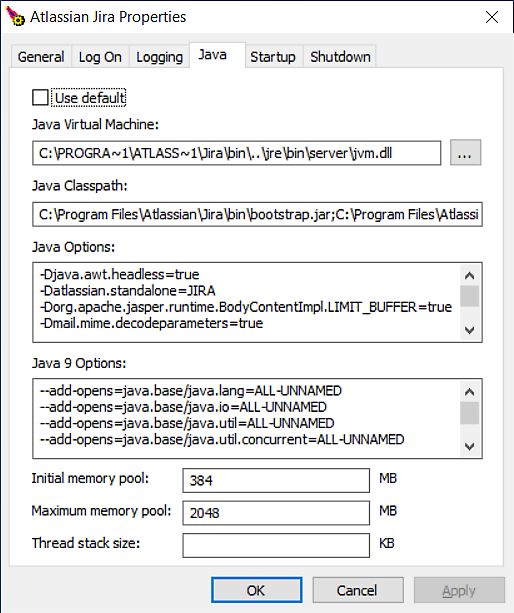 Atlassian Jira Properties
General Log On Logging Java Startup Shutdown
Use default
Java Virtual Machine:
C:\PROGRA~1\ATLASS~1\Jira\bin\..\jre\bin\server\jvm.dll
...
Java Classpath:
C:\Program Files\Atlassian\Jira\bin\bootstrap.jar;C:\Program Files\Atlassi
Java Options:
-Djava.awt.headless=true
-Datlassian.standalone=JIRA
-Dorg.apache.jasper.runtime.BodyContentImpl.LIMIT_BUFFER=true
-Dmail.mime.decodeparameters=true
Java 9 Options:
--add-opens=java.base/java.lang=ALL-UNNAMED
--add-opens=java.base/java.io=ALL-UNNAMED
--add-opens=java.base/java.util=ALL-UNNAMED
--add-opens=java.base/java.util.concurrent=ALL-UNNAMED
Initial memory pool: 384 MB
Maximum memory pool: 2048 MB
Thread stack size: KB
OK Cancel Apply